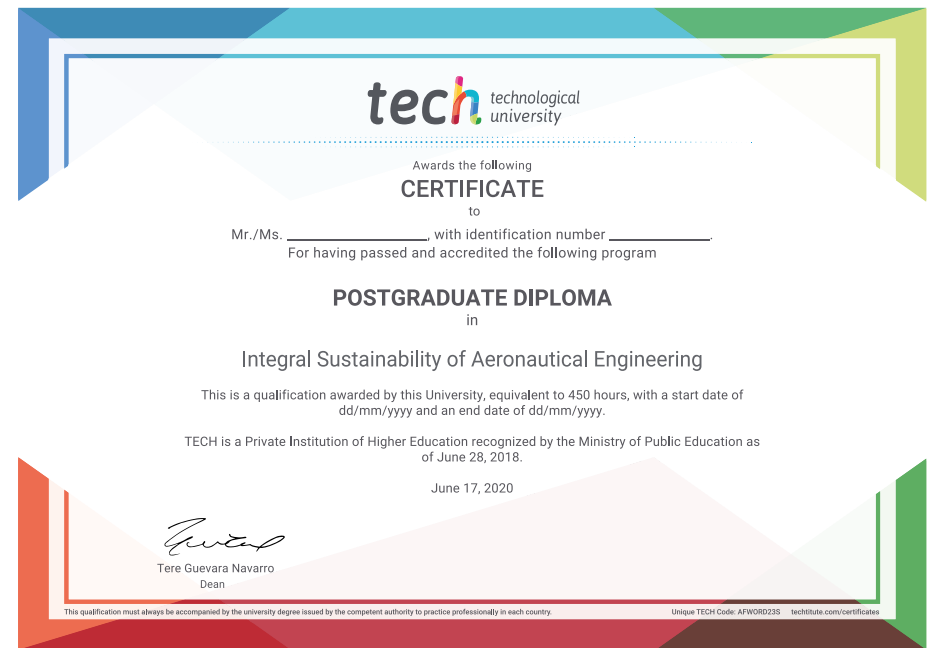 tech technological
university
Awards the following
CERTIFICATE
to
Mr./Ms. ____________________, with identification number ______________.
For having passed and accredited the following program
POSTGRADUATE DIPLOMA
in
Integral Sustainability of Aeronautical Engineering
This is a qualification awarded by this University, equivalent to 450 hours, with a start date of
dd/mm/yyyy and an end date of dd/mm/yyyy.
TECH is a Private Institution of Higher Education recognized by the Ministry of Public Education as
of June 28, 2018.
June 17, 2020
Tere Guevara Navarro
Dean
This qualification must always be accompanied by the university degree issued by the competent authority to practice professionally in each country. Unique TECH Code: AFWORD23S techtitute.com/certificates